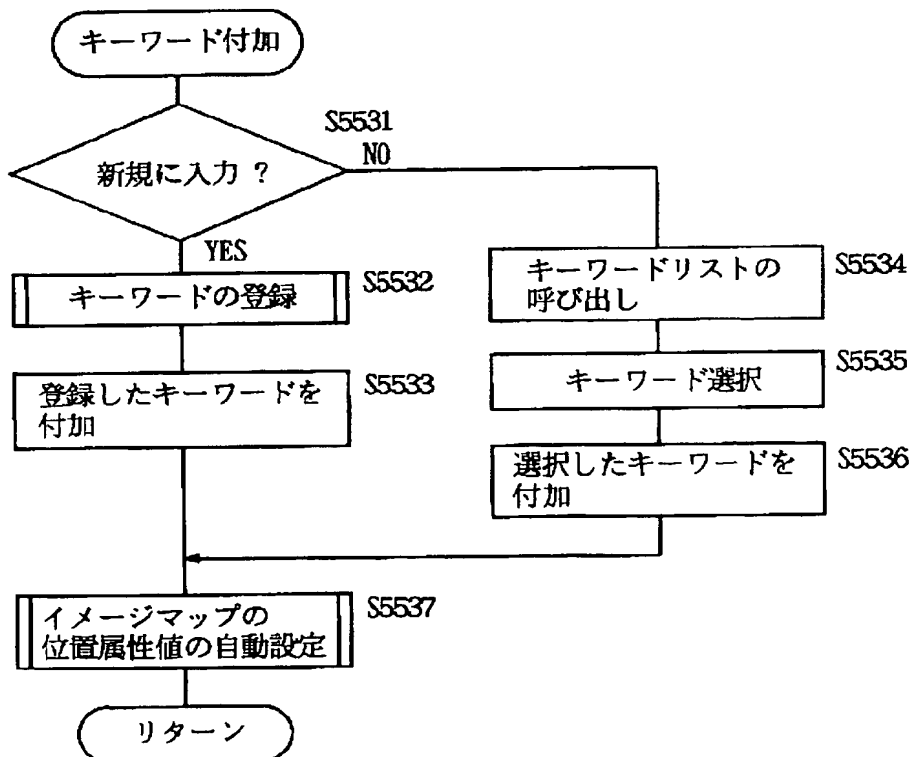 キーワード付加
S5531
新規に入力 ?
NO
YES
キーワードの登録
S5532
登録したキーワードを
付加
S5533
キーワードリストの
呼び出し
S5534
キーワード選択
S5535
選択したキーワードを
付加
S5536
イメージマップの
位置属性値の自動設定
S5537
リターン